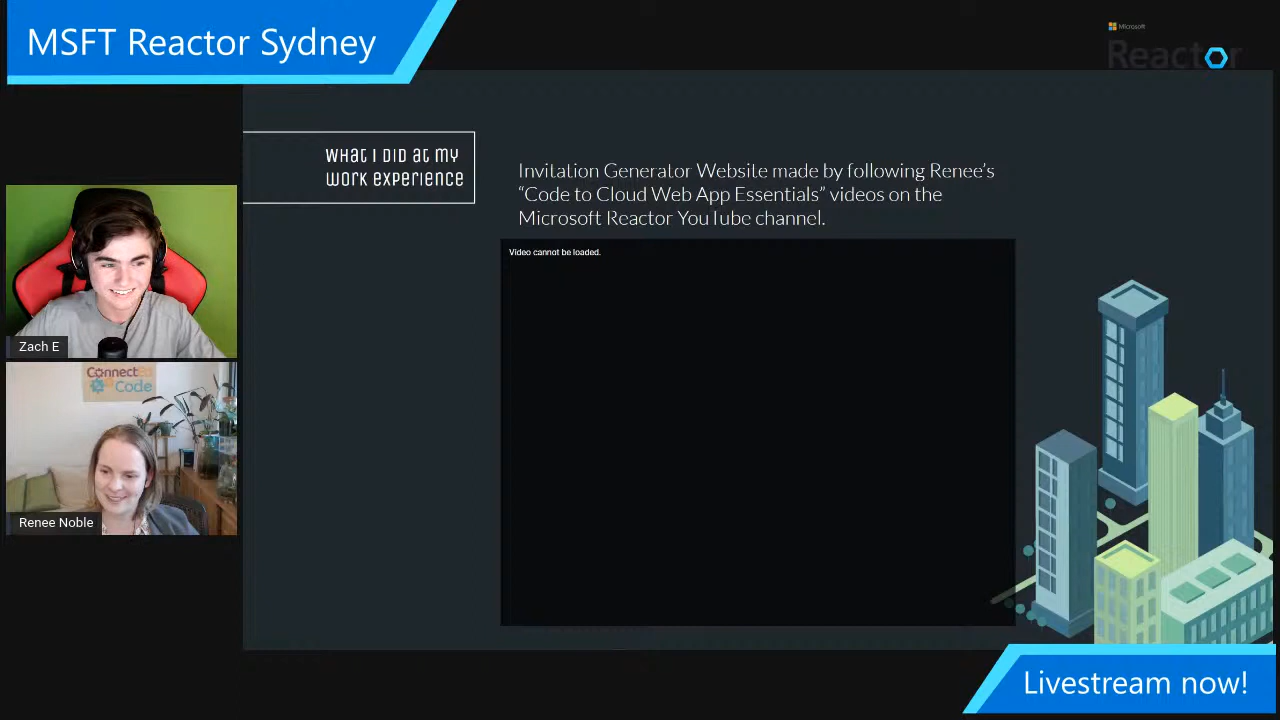 MSFT Reactor Sydney
Microsoft
Reactor
WHAT I DID AT MY
WORK EXPERIENCE
Invitation Generator Website made by following Renee's
“Code to Cloud Web App Essentials” videos on the
Microsoft Reactor YouTube channel.
Video cannot be loaded.
Zach E
ConnectEd
Code
Renee Noble
Livestream now!